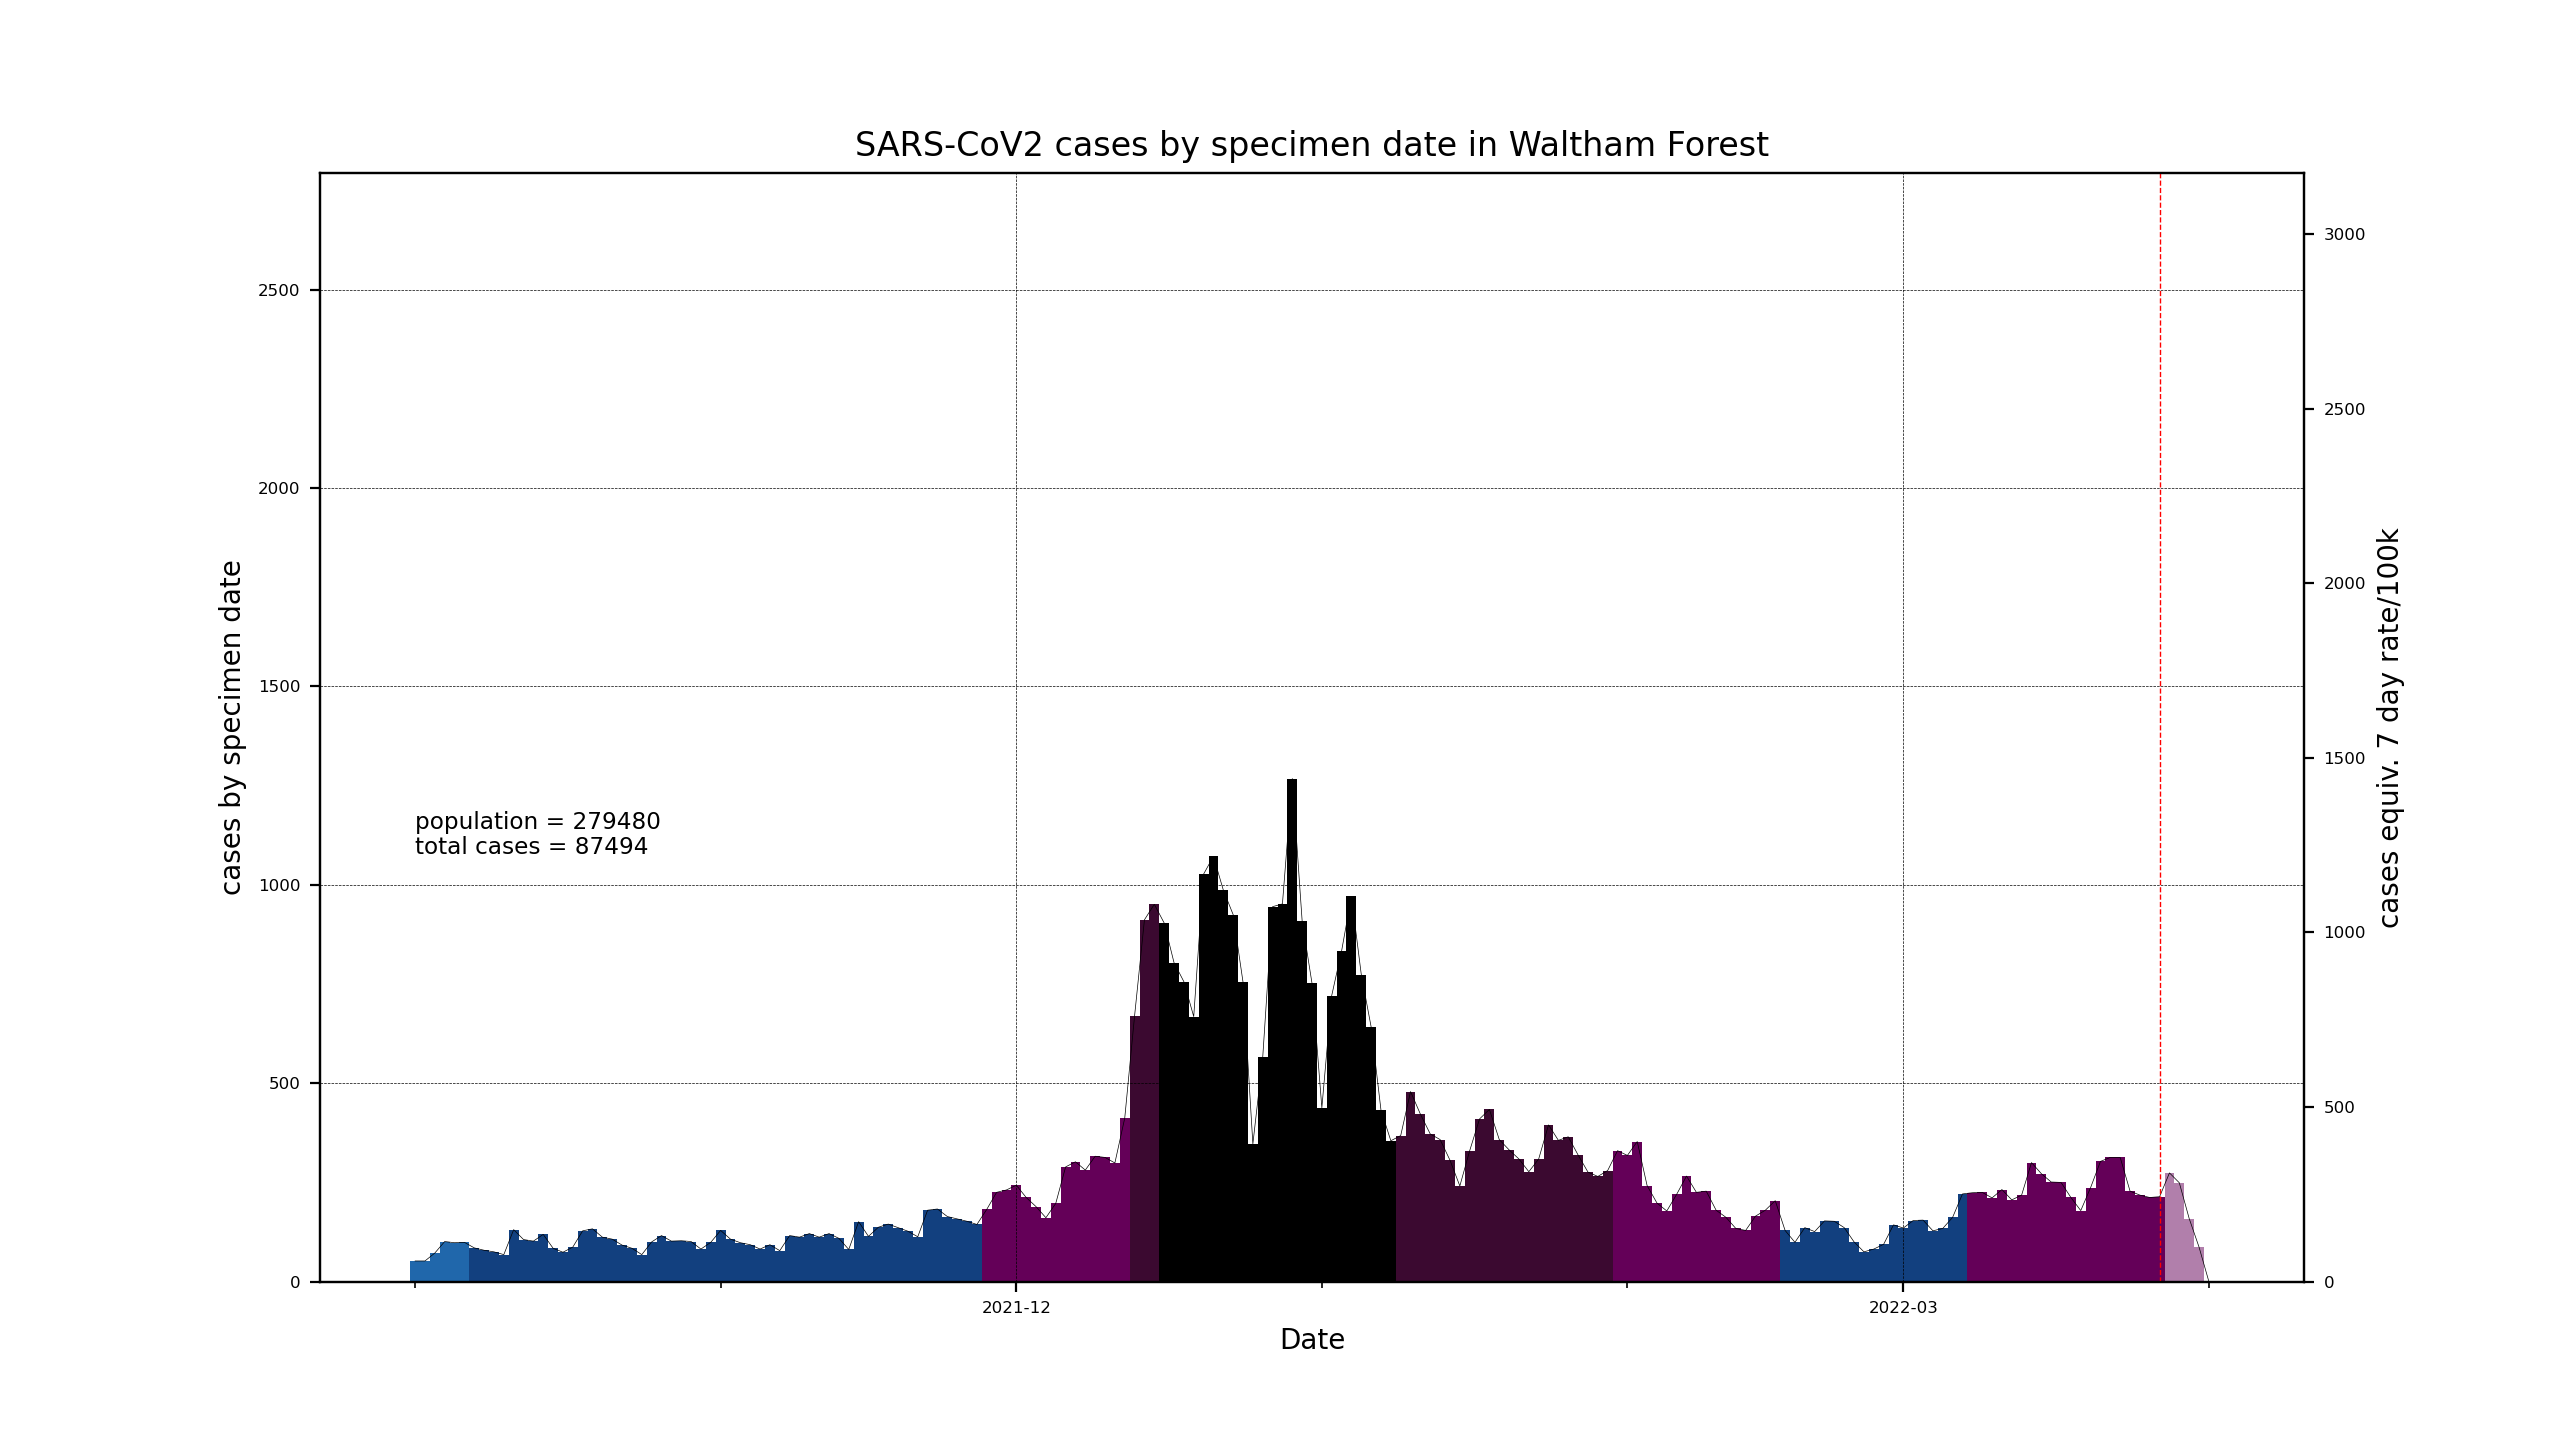 SARS-CoV2 cases by specimen date in Waltham Forest
cases by specimen date
2500
2000
1500
1000
500
0
population = 279480
total cases = 87494
3000
2500
2000
1500
1000
500
0
cases equiv. 7 day rate/100k
2021-12
2022-03
Date